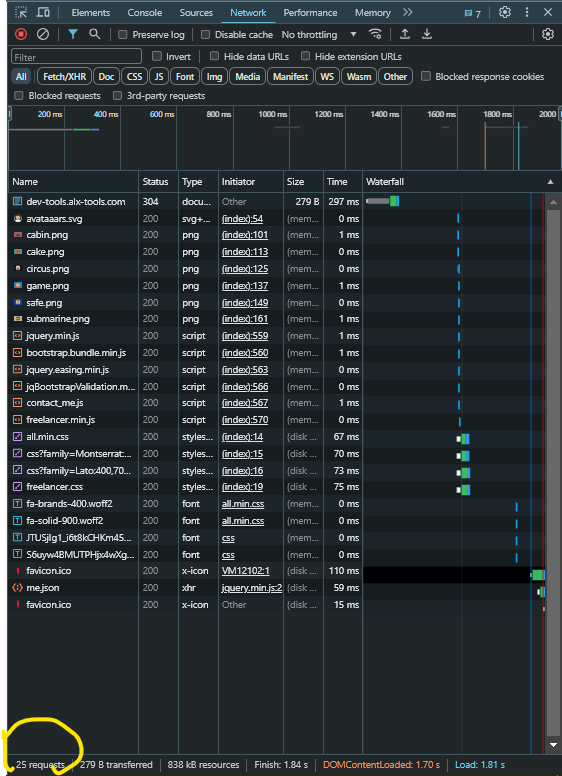 Elements Console Sources Network Performance Memory 7
Preserve log Disable cache No throttling
Filter Invert Hide data URLs Hide extension URLs
All Fetch/XHR Doc CSS JS Font Img Media Manifest WS Wasm Other Blocked response cookies
Blocked requests 3rd-party requests
200 ms 400 ms 600 ms 800 ms 1000 ms 1200 ms 1400 ms 1600 ms 1800 ms 2000
Name Status Type Initiator Size Time Waterfall
dev-tools.alx-tools.com 304 docu... Other 279 B 297 ms
avataaars.svg 200 svg+... (index):54 (mem... 0 ms
cabin.png 200 png (index):101 (mem... 1 ms
cake.png 200 png (index):113 (mem... 0 ms
circus.png 200 png (index):125 (mem... 0 ms
game.png 200 png (index):137 (mem... 1 ms
safe.png 200 png (index):149 (mem... 0 ms
submarine.png 200 png (index):161 (mem... 1 ms
jquery.min.js 200 script (index):559 (mem... 1 ms
bootstrap.bundle.min.js 200 script (index):560 (mem... 1 ms
jquery.easing.min.js 200 script (index):563 (mem... 0 ms
jqBootstrapValidation.m... 200 script (index):566 (mem... 0 ms
contact_me.js 200 script (index):567 (mem... 1 ms
freelancer.min.js 200 script (index):570 (mem... 0 ms
all.min.css 200 styles... (index):14 (disk ... 67 ms
css?family=Montserrat:... 200 styles... (index):15 (disk ... 70 ms
css?family=Lato:400,70... 200 styles... (index):16 (disk ... 73 ms
freelancer.css 200 styles... (index):19 (disk ... 75 ms
fa-brands-400.woff2 200 font all.min.css (mem... 0 ms
fa-solid-900.woff2 200 font all.min.css (mem... 0 ms
JTUSjIg1_i6t8kCHKm45... 200 font css (mem... 0 ms
S6uyw4BMUTPHjx4wXg... 200 font css (mem... 0 ms
favicon.ico 200 x-icon VM12102:1 (disk ... 110 ms
me.json 200 xhr jquery.min.js:2 (disk ... 59 ms
favicon.ico 200 x-icon Other (disk ... 15 ms
25 requests 279 B transferred 838 kB resources Finish: 1.84 s DOMContentLoaded: 1.70 s Load: 1.81 s